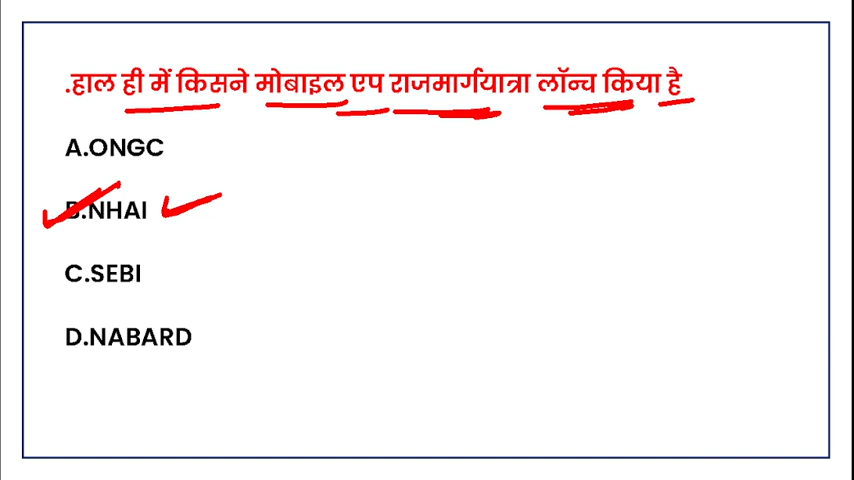 .हाल ही में किसने मोबाइल एप राजमार्गयात्रा लॉन्च किया है
A.ONGC
B.NHAI
C.SEBI
D.NABARD